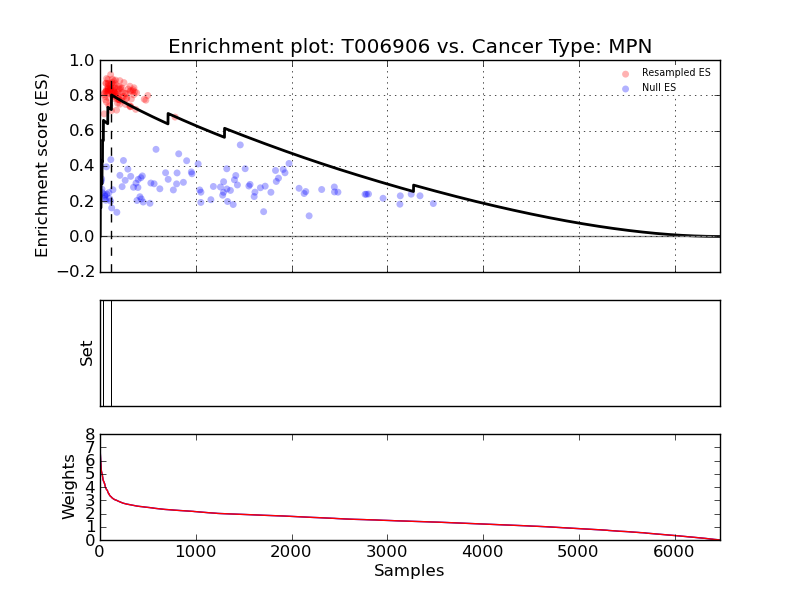 Enrichment plot: T006906 vs. Cancer Type: MPN
1.0
0.8
0.6
0.4
0.2
0.0
−0.2
Enrichment score (ES)
Resampled ES
Null ES
Set
8
7
6
5
4
3
2
1
0
Weights
0 1000 2000 3000 4000 5000 6000
Samples